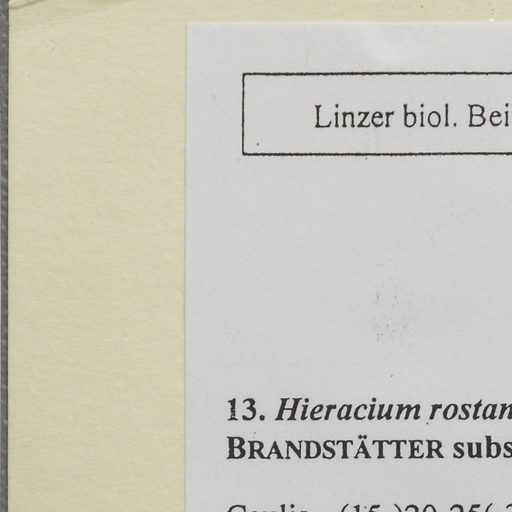 Linzer biol. Bei
13. Hieracium rostan
BRANDSTÄTTER subs